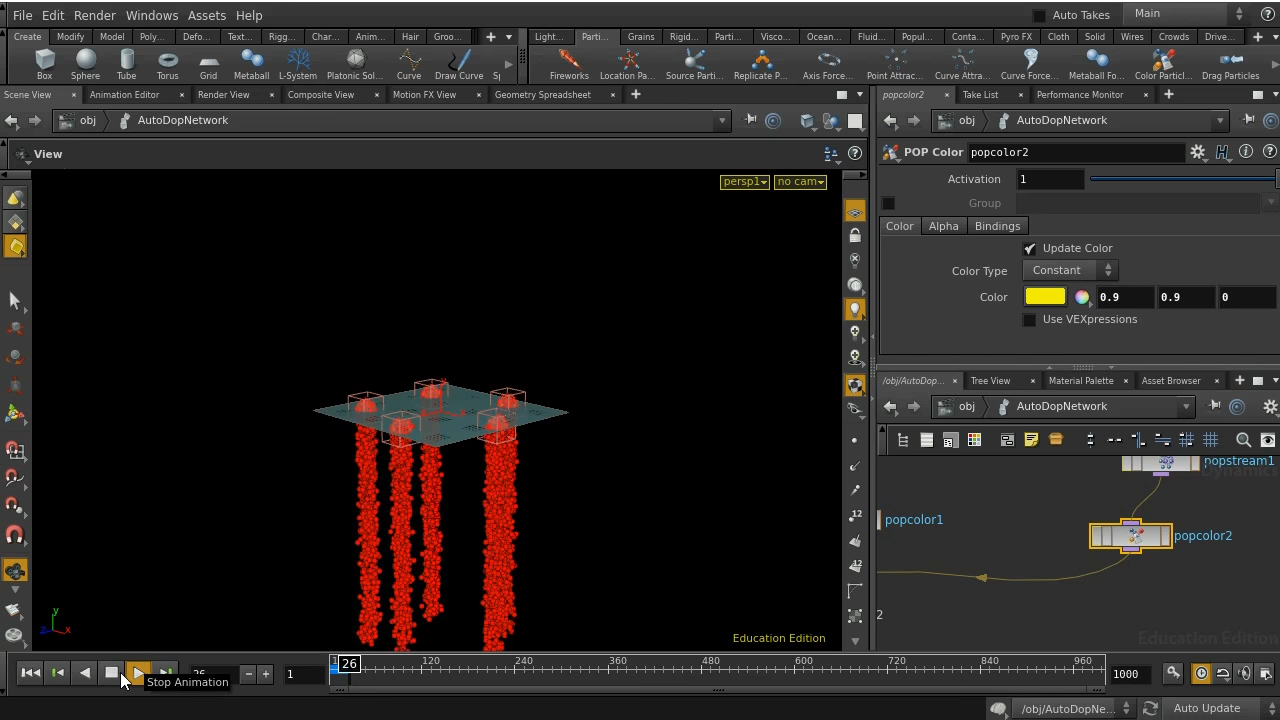 File Edit Render Windows Assets Help Auto Takes Main
Create Modify Model Poly... Defo... Text... Rigg... Char... Anim... Hair Groo... Light... Parti... Grains Rigid... Parti... Visco... Ocean... Fluid... Popul... Conta... Pyro FX Cloth Solid Wires Crowds Drive...
Box Sphere Tube Torus Grid Metaball L-System Platonic Sol... Curve Draw Curve Sp Fireworks Location Pa... Source Parti... Replicate P... Axis Force... Point Attrac... Curve Attra... Curve Force... Metaball Fo... Color Particl... Drag Particles
Scene View Animation Editor Render View Composite View Motion FX View Geometry Spreadsheet popcolor2 Take List Performance Monitor
obj AutoDopNetwork obj AutoDopNetwork
View POP Color popcolor2
persp1 no cam
Activation 1
Group
Color Alpha Bindings
Update Color
Color Type Constant
Color 0.9 0.9 0
Use VEXpressions
/obj/AutoDop... Tree View Material Palette Asset Browser
obj AutoDopNetwork
popstream1
popcolor1
popcolor2
2
12
12
y
z x
Education Edition
Education Edition
26 1 26 120 240 360 480 600 720 840 960 1000
Stop Animation
/obj/AutoDopNe... Auto Update